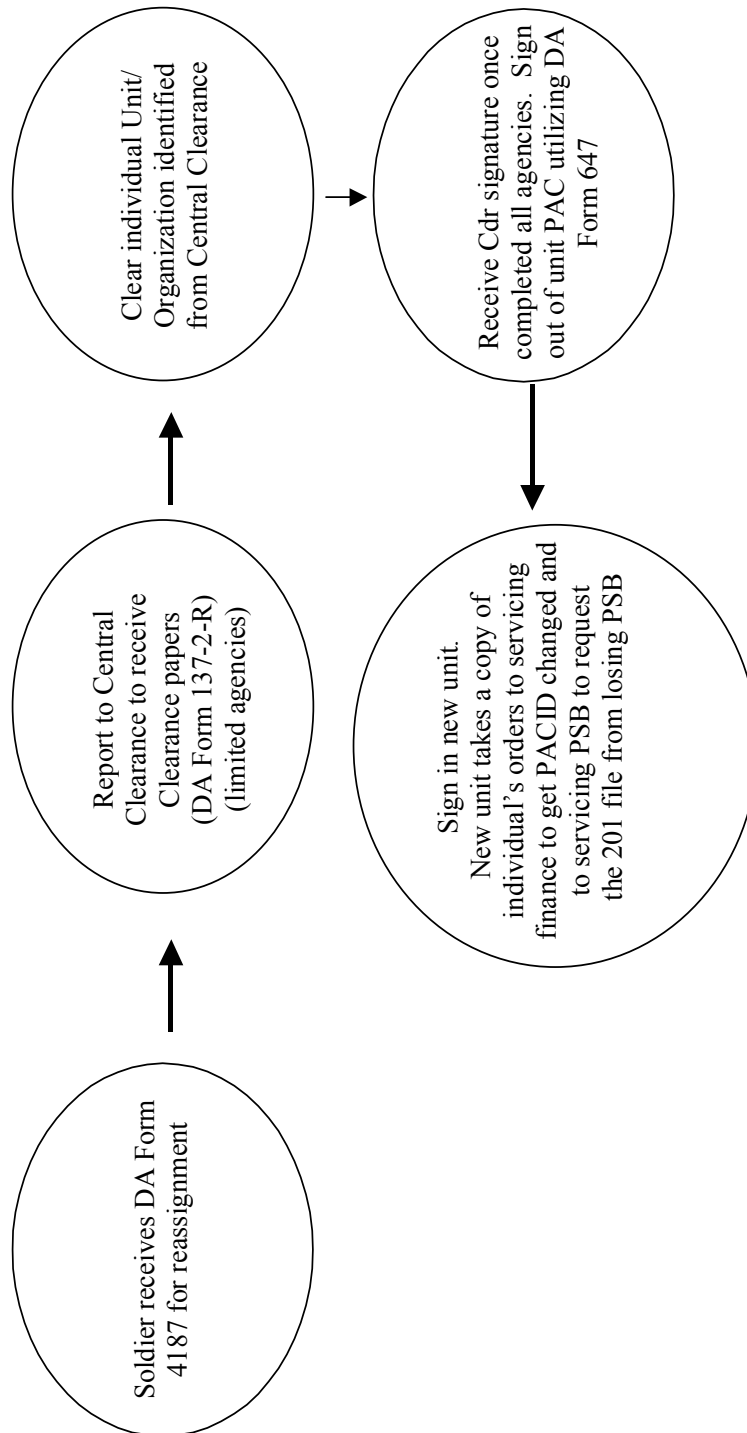 Soldier receives DA Form
4187 for reassignment
Report to Central
Clearance to receive
Clearance papers
(DA Form 137-2-R)
(limited agencies)
Clear individual Unit/
Organization identified
from Central Clearance
Receive Cdr signature once
completed all agencies.  Sign
out of unit PAC utilizing DA
Form 647
Sign in new unit.
New unit takes a copy of
individual’s orders to servicing
finance to get PACID changed and
to servicing PSB to request
the 201 file from losing PSB